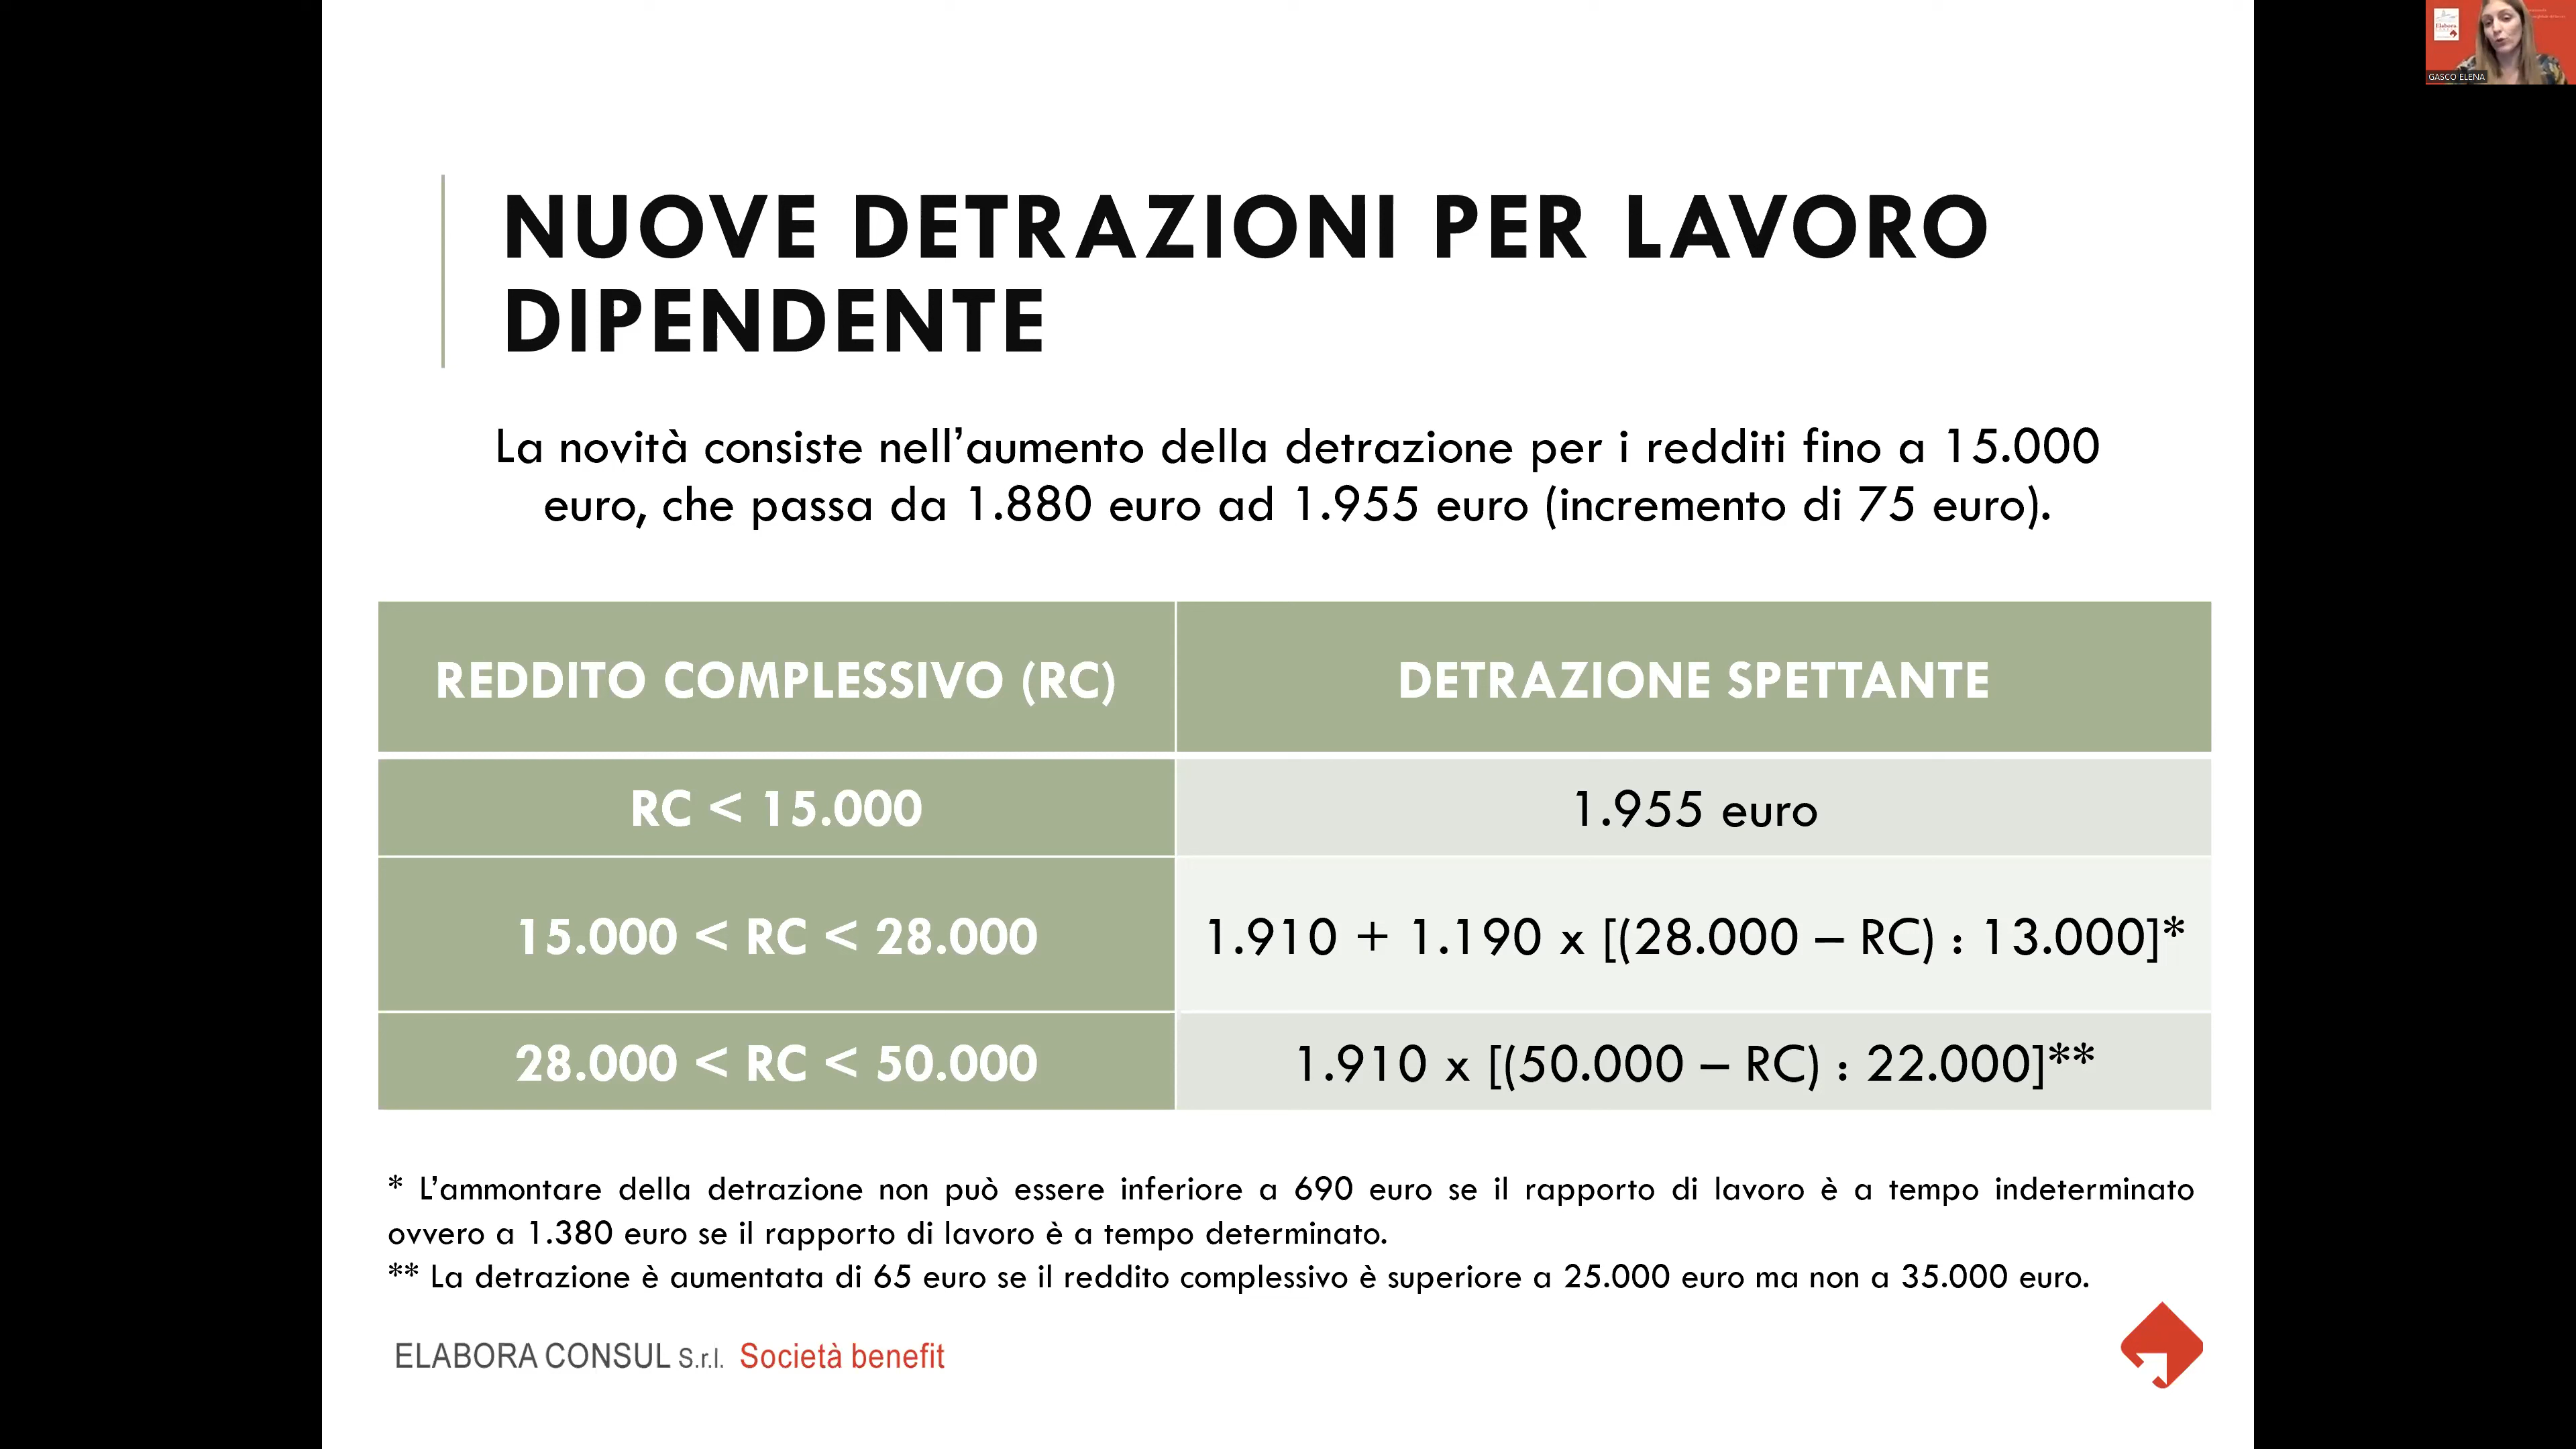 GASCO ELENA
NUOVE DETRAZIONI PER LAVORO
DIPENDENTE
La novità consiste nell’aumento della detrazione per i redditi fino a 15.000
euro, che passa da 1.880 euro ad 1.955 euro (incremento di 75 euro).
REDDITO COMPLESSIVO (RC) DETRAZIONE SPETTANTE
RC < 15.000 1.955 euro
15.000 < RC < 28.000 1.910 + 1.190 x [(28.000 – RC) : 13.000]*
28.000 < RC < 50.000 1.910 x [(50.000 – RC) : 22.000]**
* L’ammontare della detrazione non può essere inferiore a 690 euro se il rapporto di lavoro è a tempo indeterminato
ovvero a 1.380 euro se il rapporto di lavoro è a tempo determinato.
** La detrazione è aumentata di 65 euro se il reddito complessivo è superiore a 25.000 euro ma non a 35.000 euro.
ELABORA CONSUL S.r.l. Società benefit